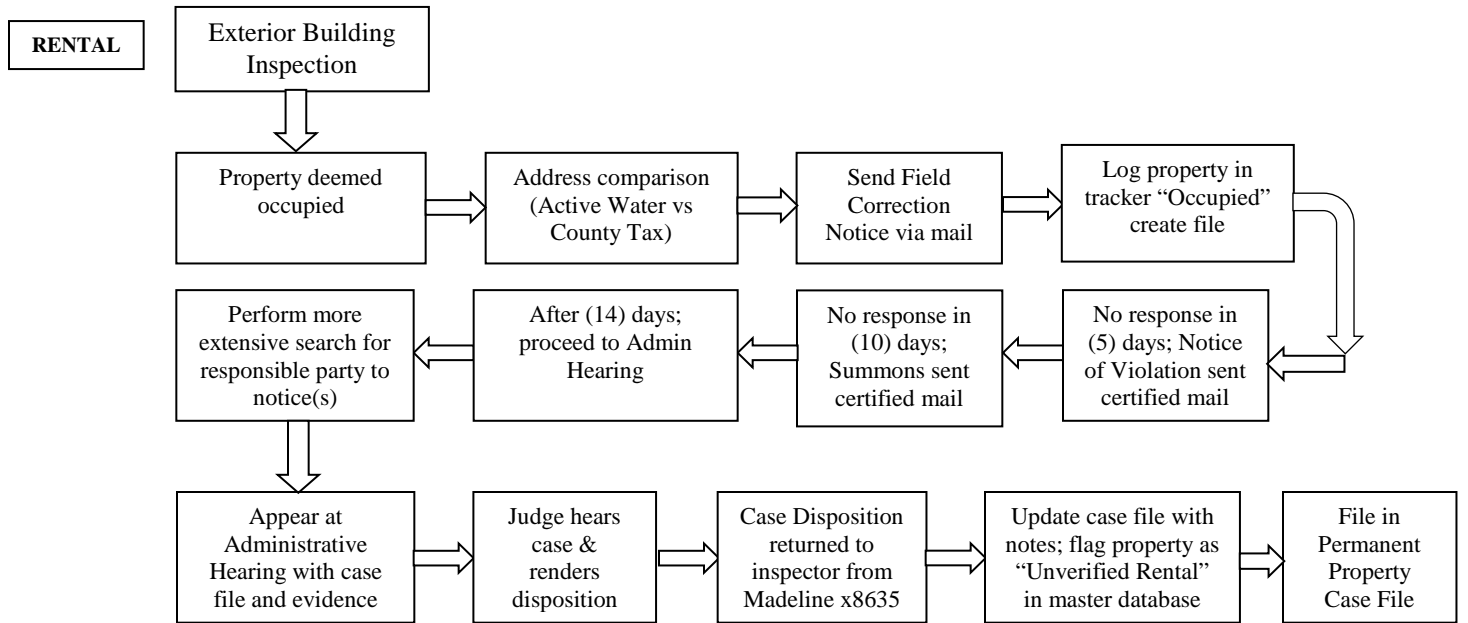 RENTAL
Exterior Building
Inspection
Property deemed
occupied
Address comparison
(Active Water vs
County Tax)
Send Field
Correction
Notice via mail
Log property in
tracker “Occupied”
create file
No response in
(5) days; Notice
of Violation sent
certified mail
No response in
(10) days;
Summons sent
certified mail
After (14) days;
proceed to Admin
Hearing
Perform more
extensive search for
responsible party to
notice(s)
Appear at
Administrative
Hearing with case
file and evidence
Judge hears
case &
renders
disposition
Case Disposition
returned to
inspector from
Madeline x8635
Update case file with
notes; flag property as
“Unverified Rental”
in master database
File in
Permanent
Property
Case File